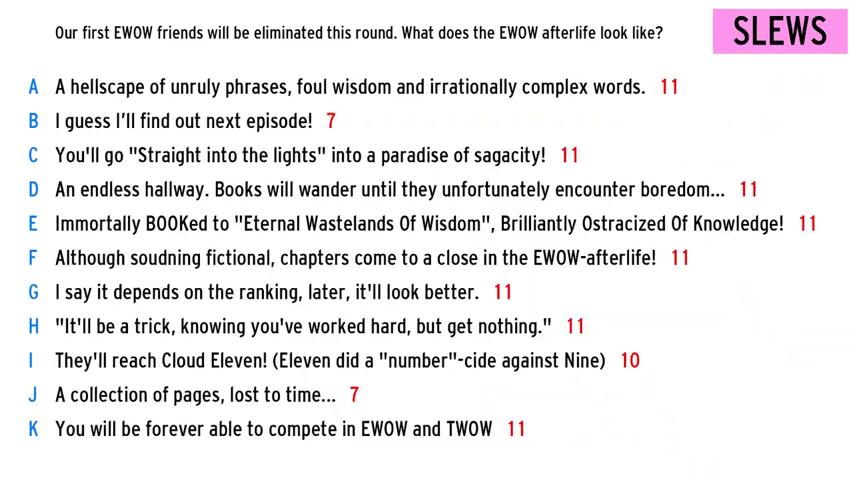 Our first EWOW friends will be eliminated this round. What does the EWOW afterlife look like?
SLEWS
A A hellscape of unruly phrases, foul wisdom and irrationally complex words. 11
B I guess I'll find out next episode! 7
C You'll go "Straight into the lights" into a paradise of sagacity! 11
D An endless hallway. Books will wander until they unfortunately encounter boredom... 11
E Immortally BOOKed to "Eternal Wastelands Of Wisdom", Brilliantly Ostracized Of Knowledge! 11
F Although soudning fictional, chapters come to a close in the EWOW-afterlife! 11
G I say it depends on the ranking, later, it'll look better. 11
H "It'll be a trick, knowing you've worked hard, but get nothing." 11
I They'll reach Cloud Eleven! (Eleven did a "number"-cide against Nine) 10
J A collection of pages, lost to time... 7
K You will be forever able to compete in EWOW and TWOW 11